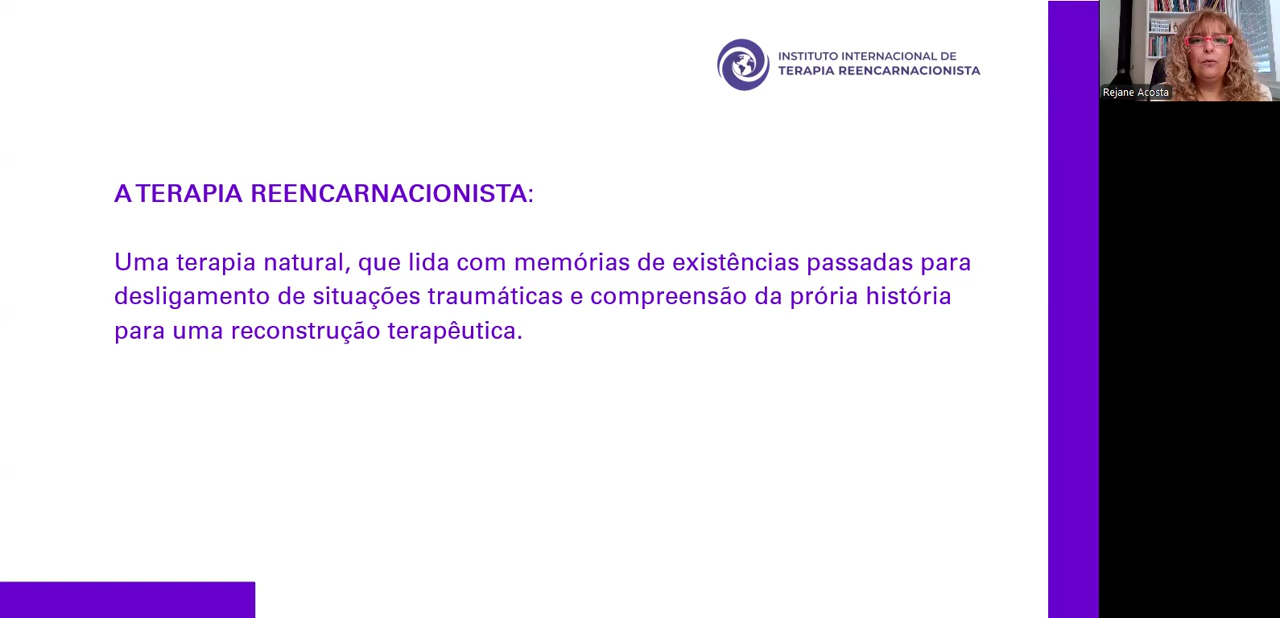 INSTITUTO INTERNACIONAL DE
TERAPIA REENCARNACIONISTA
Rejane Acosta
A TERAPIA REENCARNACIONISTA:
Uma terapia natural, que lida com memórias de existências passadas para
desligamento de situações traumáticas e compreensão da próría história
para uma reconstrução terapêutica.